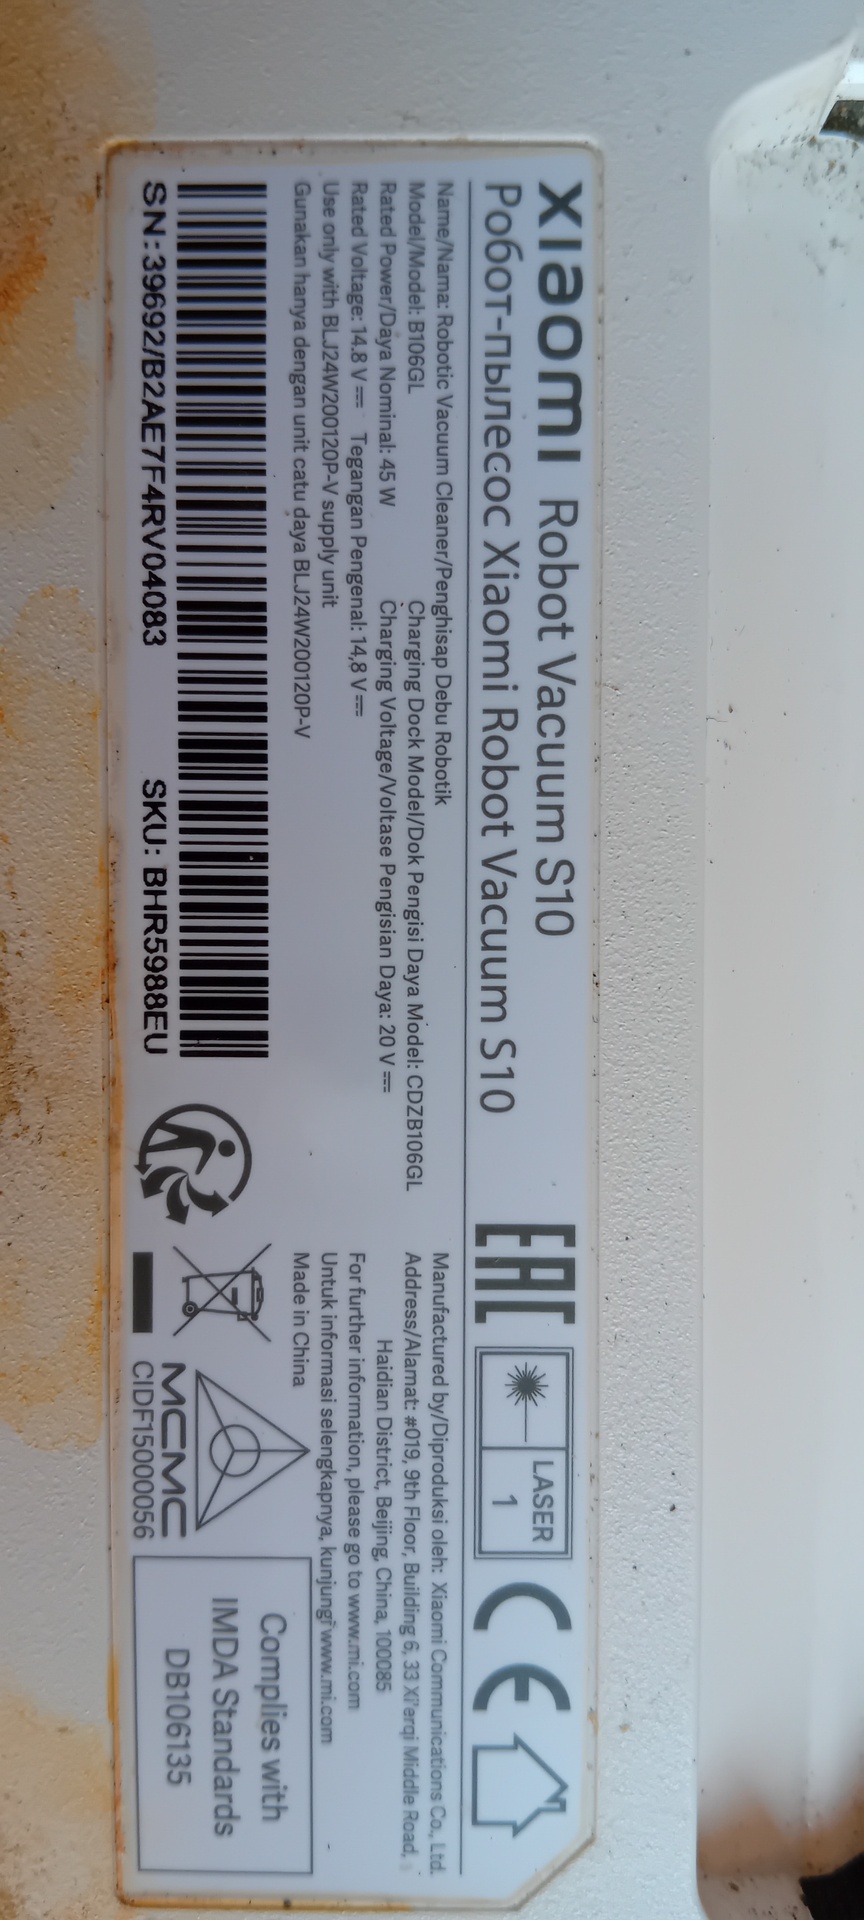 xiaomi Robot Vacuum S10
Робот-пылесос Xiaomi Robot Vacuum S10
Name/Nama: Robotic Vacuum Cleaner/Penghisap Debu Robotik
Model/Model: B106GL Charging Dock Model/Dok Pengisi Daya Model: CDZB106GL
Rated Power/Daya Nominal: 45 W Charging Voltage/Voltase Pengisian Daya: 20 V ⎓
Rated Voltage: 14.8 V ⎓ Tegangan Pengenal: 14,8 V ⎓
Use only with BLJ24W200120P-V supply unit
Gunakan hanya dengan unit catu daya BLJ24W200120P-V
SN:39692/B2AE7F4RV04083 SKU: BHR5988EU
EAC
LASER
1
CE
Manufactured by/Diproduksi oleh: Xiaomi Communications Co., Ltd.
Address/Alamat: #019, 9th Floor, Building 6, 33 Xi'erqi Middle Road,
Haidian District, Beijing, China, 100085
For further information, please go to www.mi.com
Untuk informasi selengkapnya, kunjungi www.mi.com
Made in China
MCMC
CIDF15000056
Complies with
IMDA Standards
DB106135